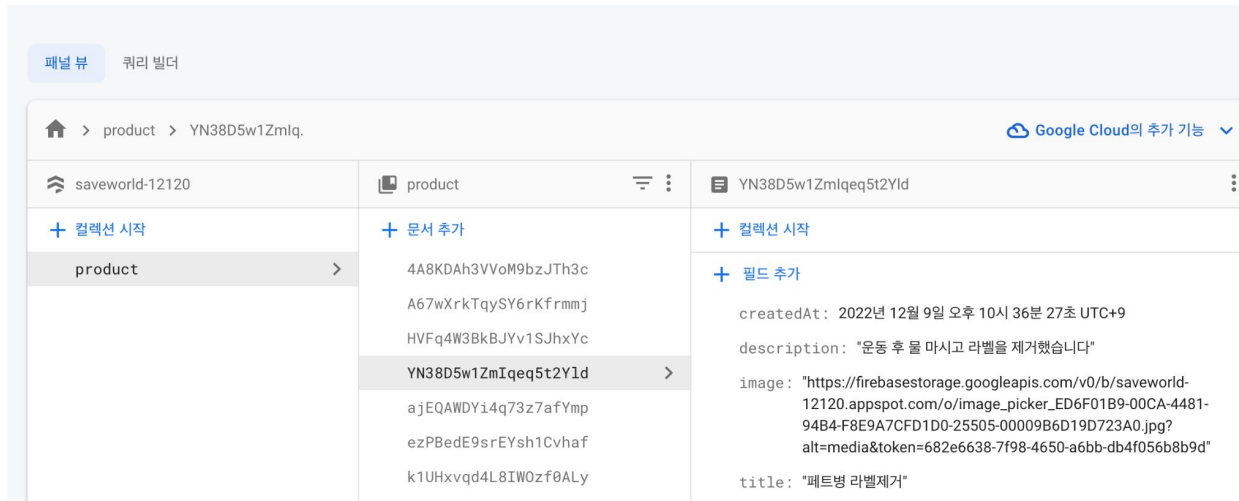 패널 뷰
쿼리 빌더
product
YN38D5w1ZmIq.
Google Cloud의 추가 기능
saveworld-12120
product
YN38D5w1ZmIqeq5t2Yld
컬렉션 시작
문서 추가
컬렉션 시작
product
4A8KDAh3VVoM9bzJTh3c
A67wXrkTqySY6rKfrmmj
HVFq4W3BkBJYv1SJhxYc
YN38D5w1ZmIqeq5t2Yld
ajEQAWDYi4q73z7afYmp
ezPBedE9srEYsh1Cvhaf
k1UHxvqd4L8IWOzf0ALy
필드 추가
createdAt: 2022년 12월 9일 오후 10시 36분 27초 UTC+9
description: "운동 후 물 마시고 라벨을 제거했습니다"
image: "https://firebasestorage.googleapis.com/v0/b/saveworld-
12120.appspot.com/o/image_picker_ED6F01B9-00CA-4481-
94B4-F8E9A7CFD1D0-25505-00009B6D19D723A0.jpg?
alt=media&token=682e6638-7f98-4650-a6bb-db4f056b8b9d"
title: "페트병 라벨제거"